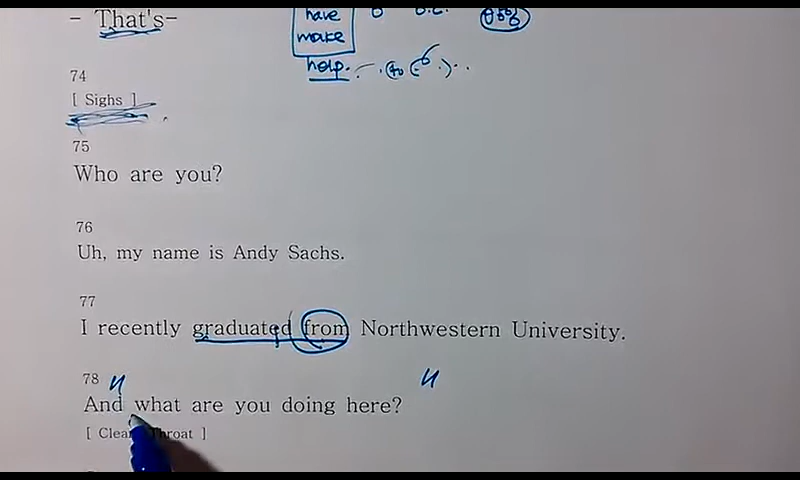 - That's-
have
make
help.
74
[ Sighs ]
75
Who are you?
76
Uh, my name is Andy Sachs.
77
I recently graduated from Northwestern University.
78
And what are you doing here?
[ Clear Throat ]